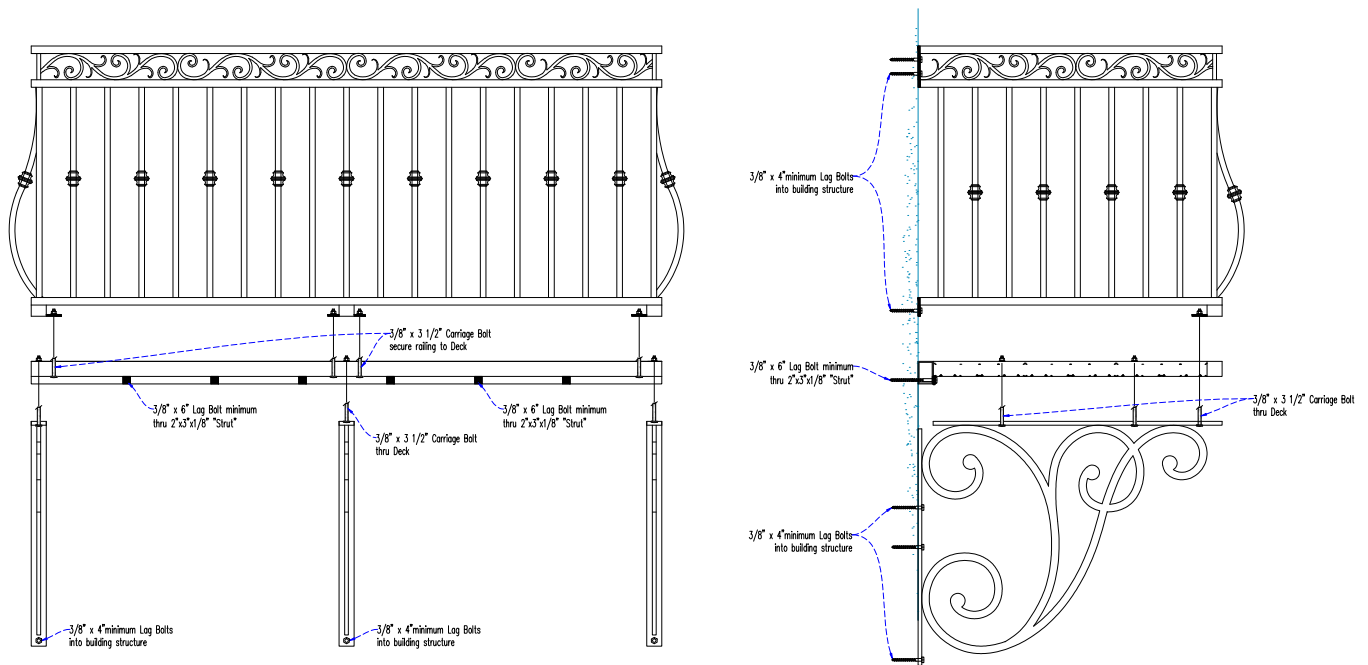 3/8" x 3 1/2" Carriage Bolt
secure railing to Deck
3/8" x 6" Lag Bolt minimum
thru 2"x3"x1/8" "Strut"
3/8" x 6" Lag Bolt minimum
thru 2"x3"x1/8" "Strut"
3/8" x 3 1/2" Carriage Bolt
thru Deck
3/8" x 4"minimum Lag Bolts
into building structure
3/8" x 4"minimum Lag Bolts
into building structure
3/8" x 4"minimum Lag Bolts
into building structure
3/8" x 6" Lag Bolt minimum
thru 2"x3"x1/8" "Strut"
3/8" x 3 1/2" Carriage Bolt
thru Deck
3/8" x 4"minimum Lag Bolts
into building structure